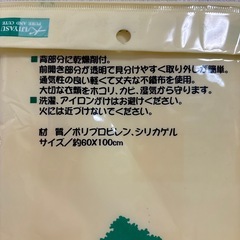 KAIYASU
PURE AND CUTE
■背部分に乾燥剤付。
前開き部分が透明で見分けやすく取り外しが簡単。
通気性の良い軽くて丈夫な不織布を使用。
大切な衣類をホコリ、カビ、湿気から守ります。
■洗濯、アイロンがけはお避けください。
火には近づけないでください。
材 質／ポリプロピレン、シリカゲル
サイズ／約60X100cm